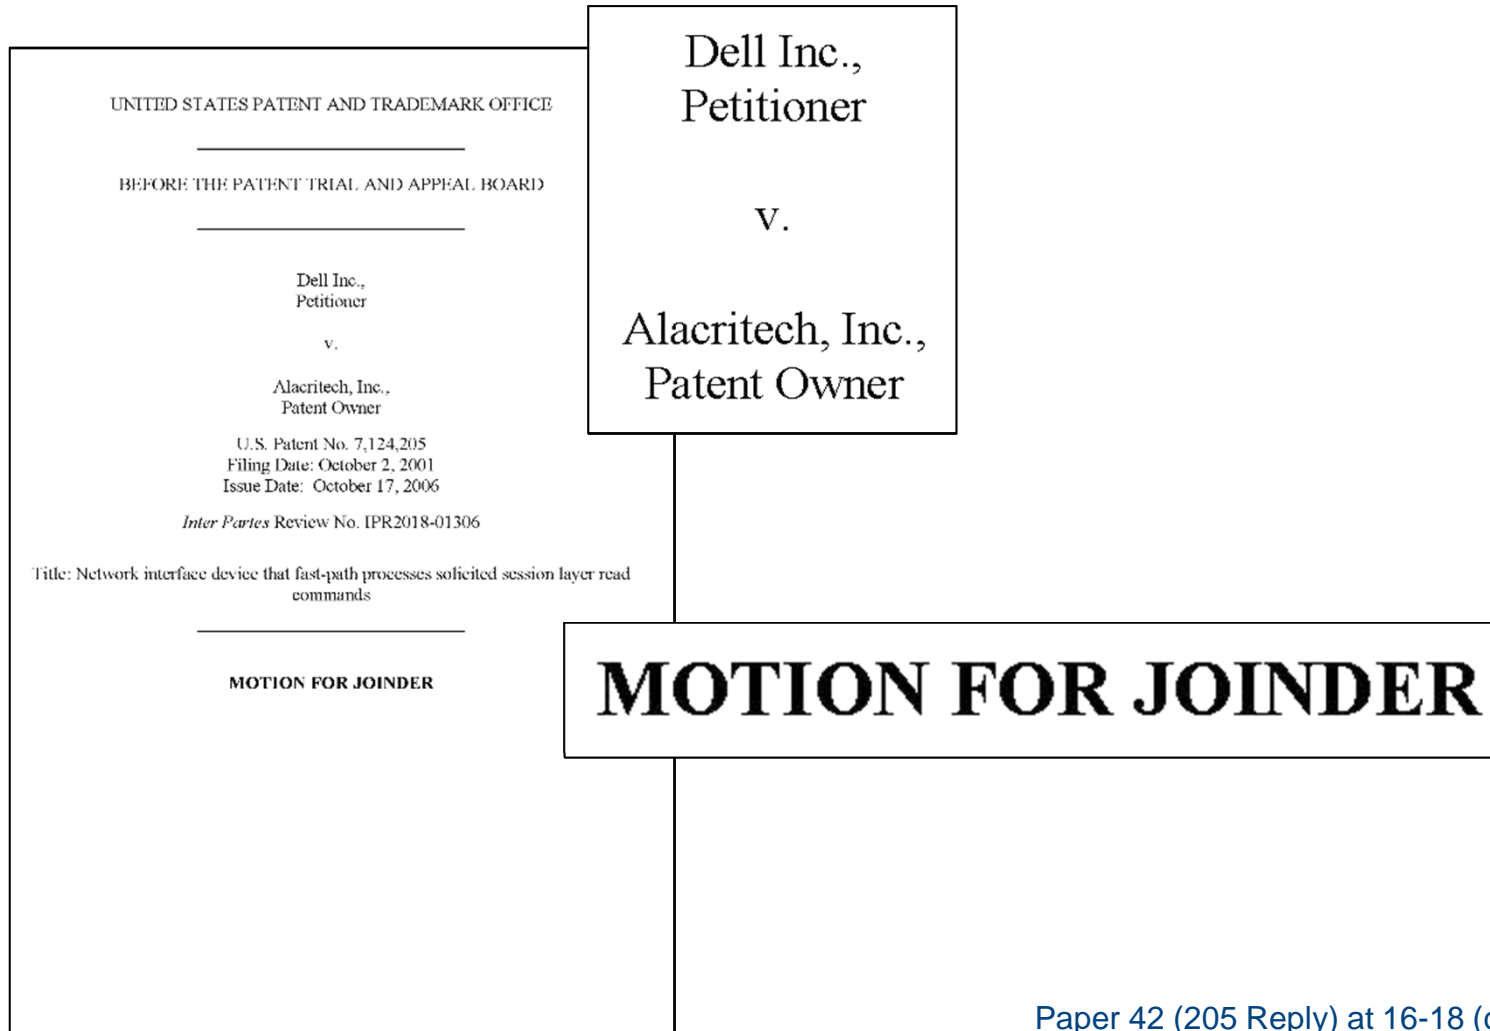 UNITED STATES PATENT AND TRADEMARK OFFICE
BEFORE THE PATENT TRIAL AND APPEAL BOARD
Dell Inc.,
Petitioner
v.
Alacritech, Inc.,
Patent Owner
U.S. Patent No. 7,124,205
Filing Date: October 2, 2001
Issue Date: October 17, 2006
Inter Partes Review No. IPR2018-01306
Title: Network interface device that fast-path processes solicited session layer read
commands
MOTION FOR JOINDER
Dell Inc.,
Petitioner
v.
Alacritech, Inc.,
Patent Owner
MOTION FOR JOINDER
Paper 42 (205 Reply) at 16-18 (